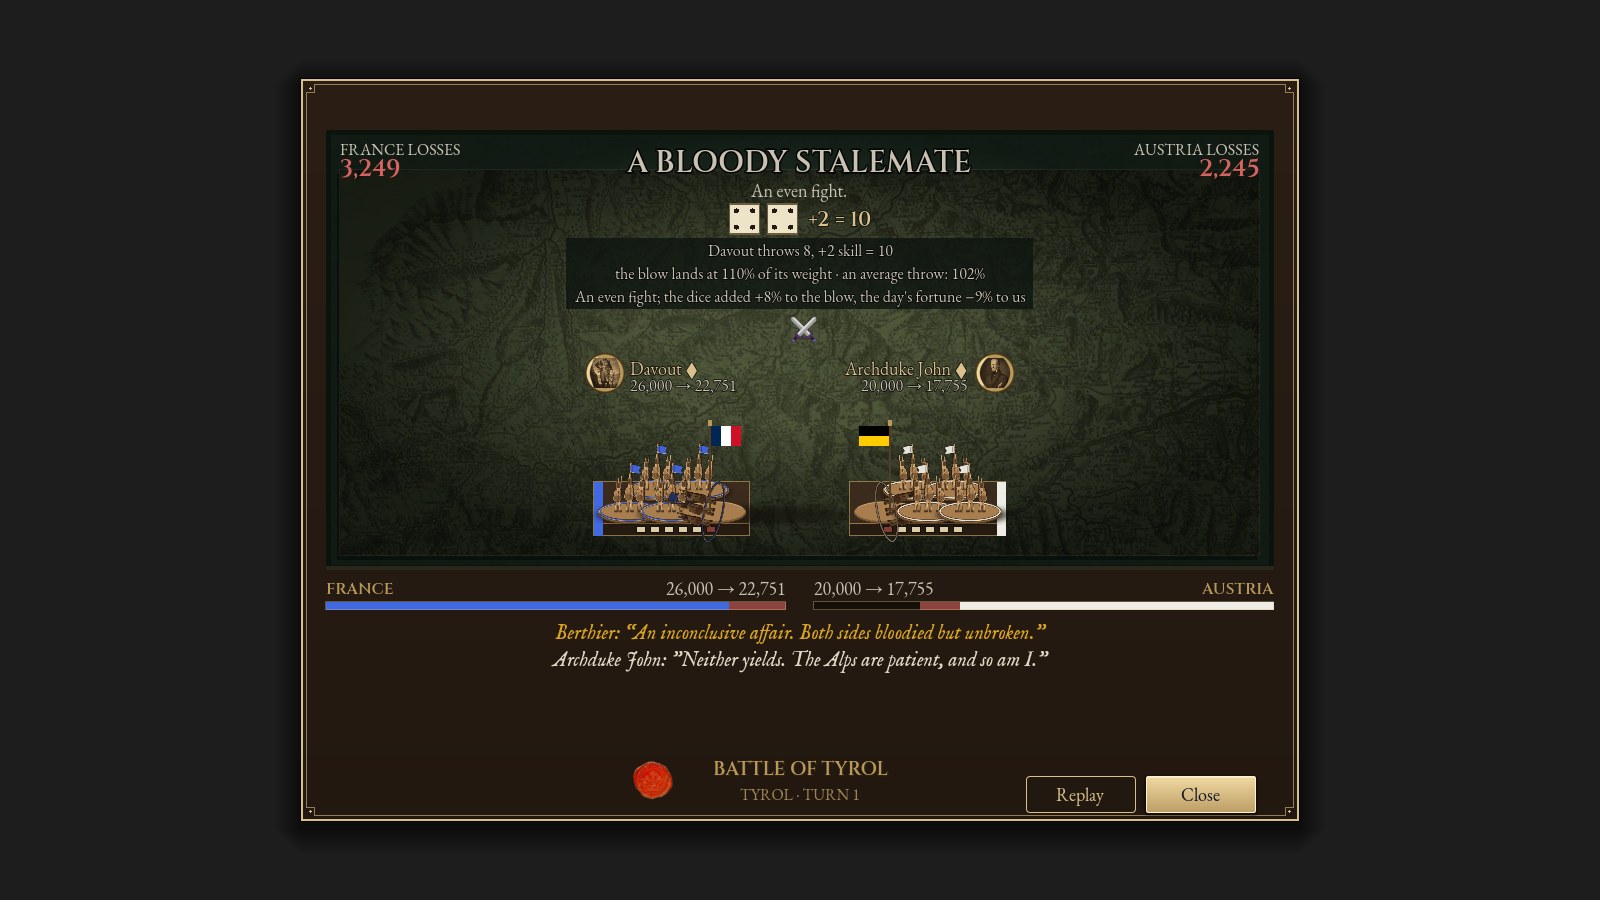 FRANCE LOSSES
3,249
A BLOODY STALEMATE
AUSTRIA LOSSES
2,245
An even fight.
+2 = 10
Davout throws 8, +2 skill = 10
the blow lands at 110% of its weight · an average throw: 102%
An even fight; the dice added +8% to the blow, the day's fortune −9% to us
Davout
26,000 → 22,751
Archduke John
20,000 → 17,755
FRANCE
26,000 → 22,751
20,000 → 17,755
AUSTRIA
Berthier: “An inconclusive affair. Both sides bloodied but unbroken.”
Archduke John: ”Neither yields. The Alps are patient, and so am I.”
BATTLE OF TYROL
TYROL · TURN 1
Replay
Close